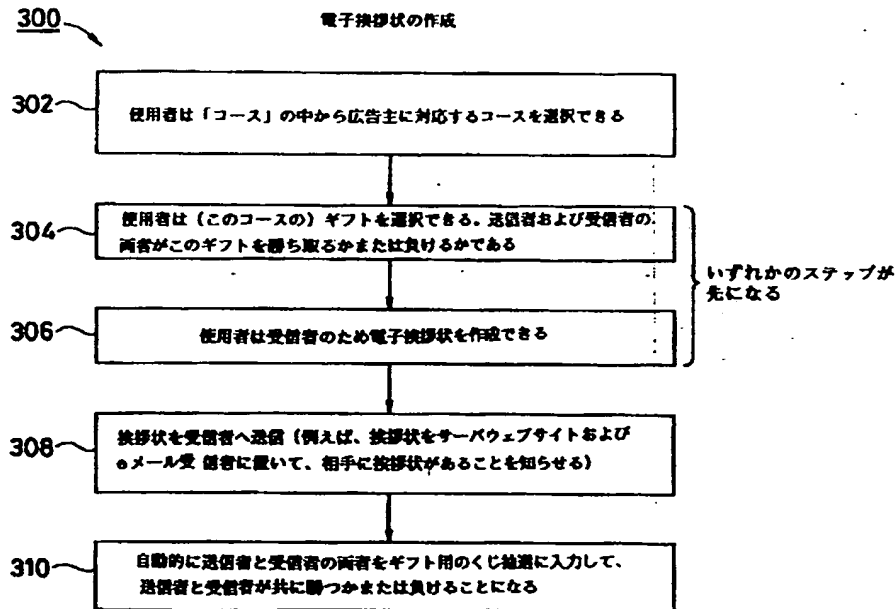 300
電子挨拶状の作成
302
使用者は「コース」の中から広告主に対応するコースを選択できる
304
使用者は(このコースの)ギフトを選択できる。送信者および受信者の
両者がこのギフトを勝ち取るかまたは負けるかである
いずれかのステップが
先になる
306
使用者は受信者のため電子挨拶状を作成できる
308
挨拶状を受信者へ送信(例えば、挨拶状をサーバウェブサイトおよび
eメール受 信者に置いて、相手に挨拶状があることを知らせる)
310
自動的に送信者と受信者の両者をギフト用のくじ抽選に入力して、
送信者と受信者が共に勝つかまたは負けることになる